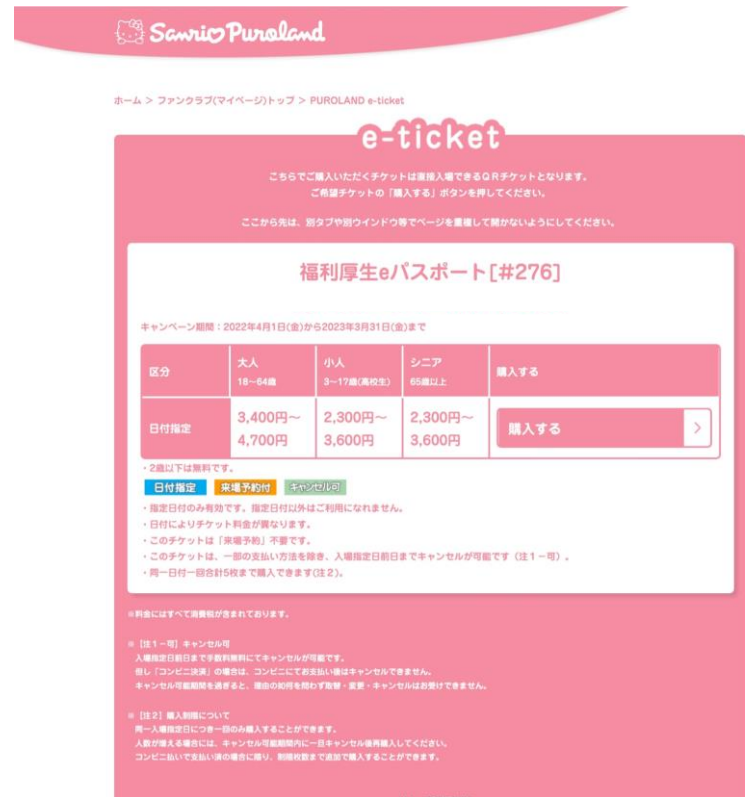 Sanrio Puroland
ホーム > ファンクラブ(マイページ)トップ > PUROLAND e-ticket
e-ticket
こちらでご購入いただくチケットは直接入場できるQRチケットとなります。
ご希望チケットの「購入する」ボタンを押してください。
ここから先は、別タブや別ウインドウ等でページを重複して開かないようにしてください。
福利厚生eパスポート[#276]
キャンペーン期間：2022年4月1日(金)から2023年3月31日(金)まで
区分 大人 18~64歳 小人 3~17歳(高校生) シニア 65歳以上 購入する
日付指定 3,400円～4,700円 2,300円～3,600円 2,300円～3,600円 購入する
・2歳以下は無料です。
日付指定 来場予約付 キャンセル可
・指定日付のみ有効です。指定日付以外はご利用になれません。
・日付によりチケット料金が異なります。
・このチケットは「来場予約」不要です。
・このチケットは、一部の支払い方法を除き、入場指定日前日までキャンセルが可能です（注1－可）。
・同一日付一回合計5枚まで購入できます(注2)。
※料金にはすべて消費税が含まれております。
※ [注1－可] キャンセル可
入場指定日前日まで手数料無料にてキャンセルが可能です。
但し「コンビニ決済」の場合は、コンビニにてお支払い後はキャンセルできません。
キャンセル可能期間を過ぎると、理由の如何を問わず取替・変更・キャンセルはお受けできません。
※ [注2] 購入制限について
同一入場指定日につき一回のみ購入することができます。
人数が増える場合には、キャンセル可能期間内に一旦キャンセル後再購入してください。
コンビニ払いで支払い済の場合に限り、制限枚数まで追加で購入することができます。